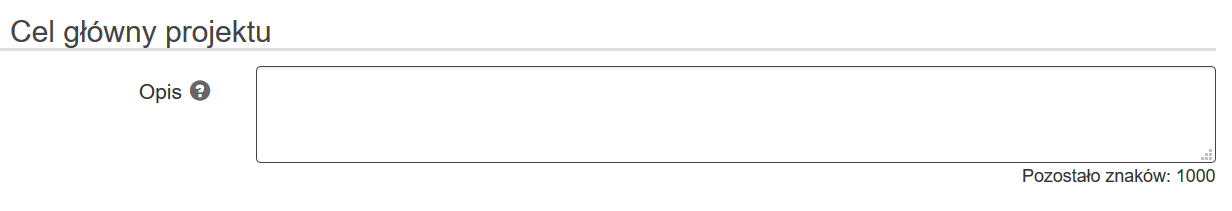 Cel główny projektu
Opis
Pozostało znaków: 1000